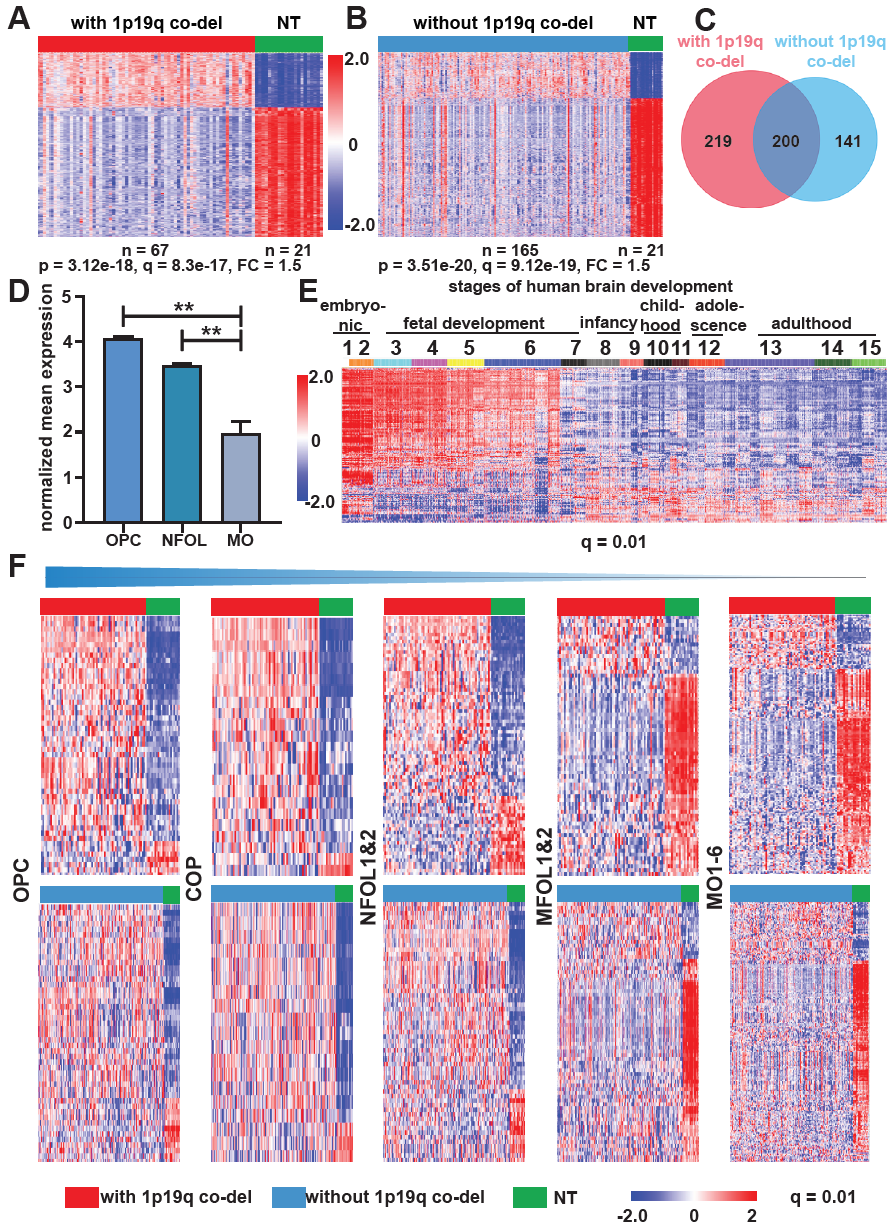 A
with 1p19q co-del
NT
2.0
0
-2.0
n = 67
n = 21
p = 3.12e-18, q = 8.3e-17, FC = 1.5
B
without 1p19q co-del
NT
n = 165
n = 21
p = 3.51e-20, q = 9.12e-19, FC = 1.5
C
with 1p19q
co-del
without 1p19q
co-del
219
200
141
D
normalized mean expression
5
4
3
2
1
0
**
**
OPC
NFOL
MO
E
stages of human brain development
embryo-
nic
fetal development
infancy
child-
hood
adole-
scence
adulthood
1 2 3 4 5 6 7 8 9 10 11 12 13 14 15
2.0
0
-2.0
q = 0.01
F
OPC
COP
NFOL1&2
MFOL1&2
MO1-6
with 1p19q co-del
without 1p19q co-del
NT
-2.0
0
2
q = 0.01